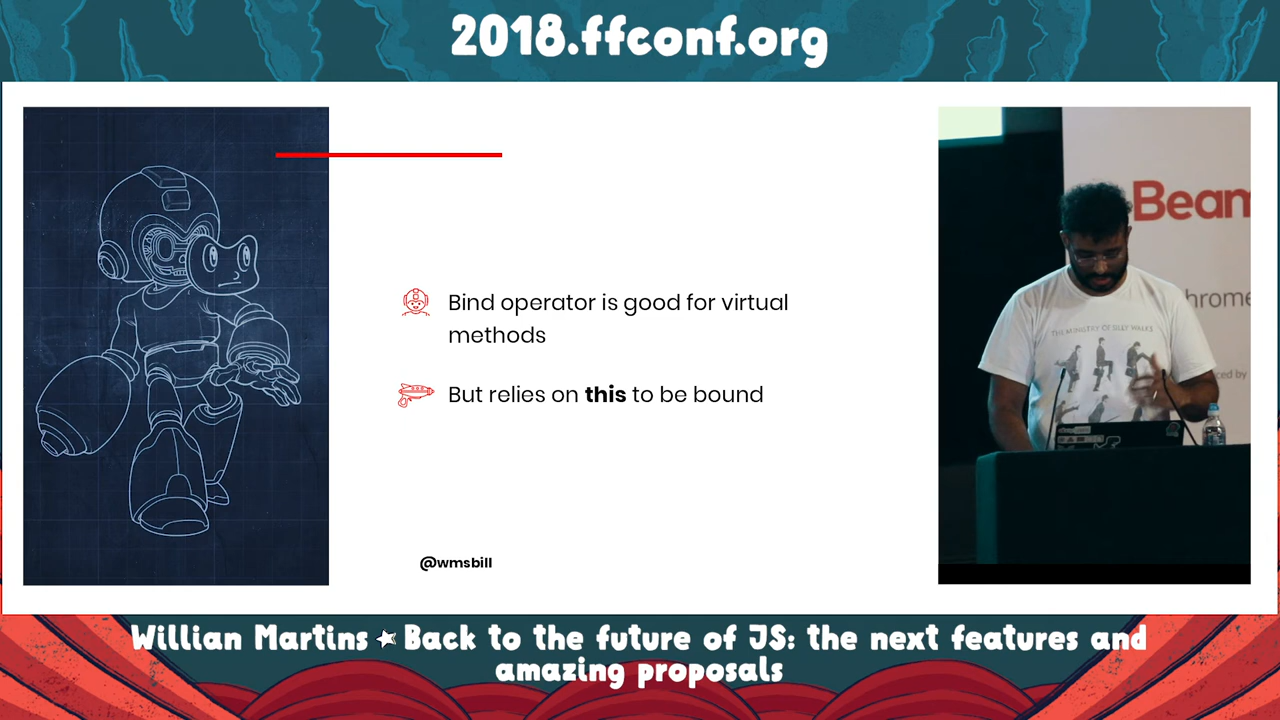 2018.ffconf.org
Bind operator is good for virtual
methods
But relies on this to be bound
@wmsbill
Beam
hrome
ced by
THE MINISTRY OF SILLY WALKS
Willian Martins ★ Back to the future of JS: the next features and
amazing proposals